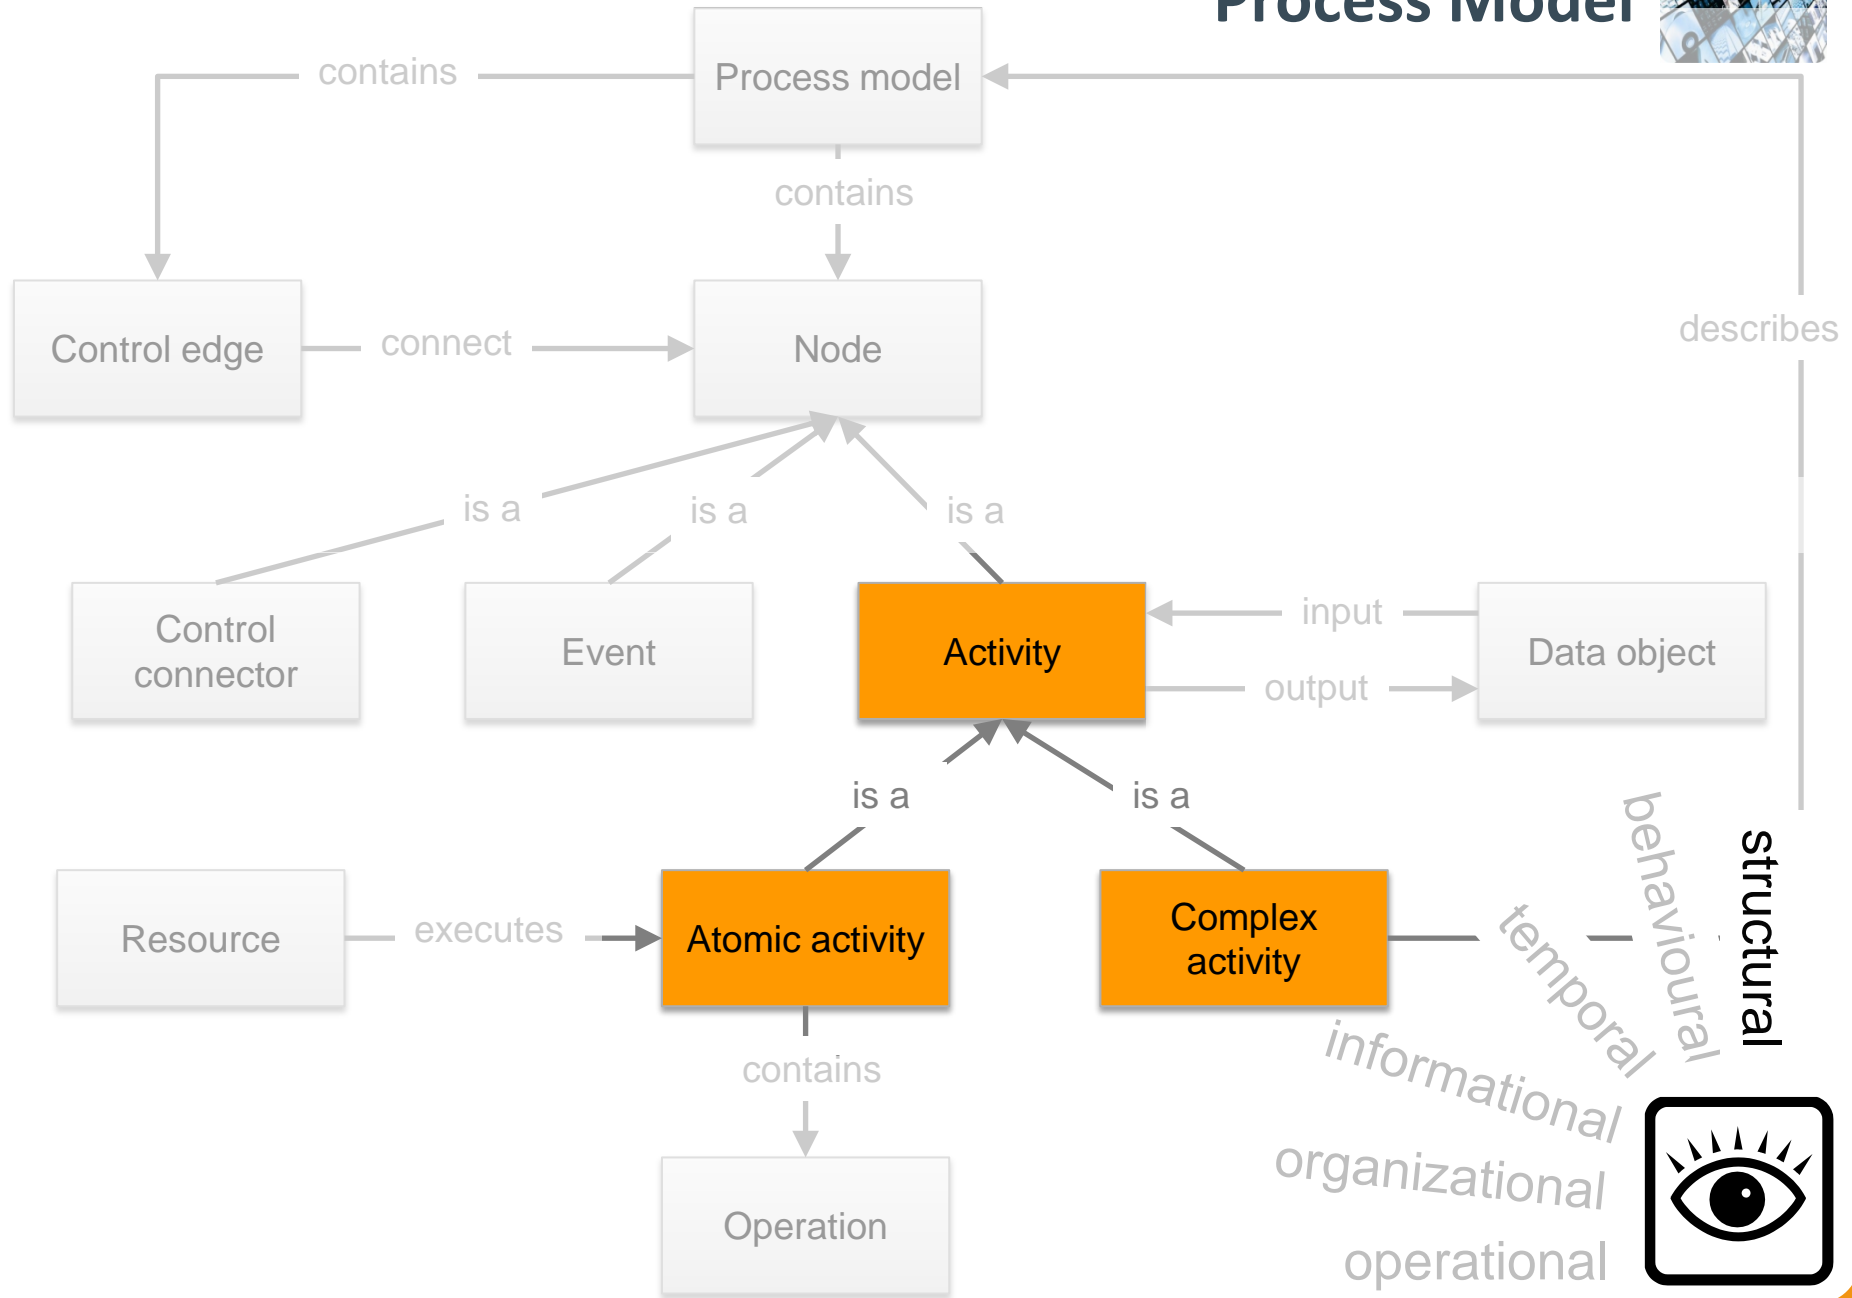 Process Model
contains
Process model
contains
describes
Control edge
connect
Node
is a
is a
is a
Control
connector
Event
Activity
input
output
Data object
is a
is a
Resource
executes
Atomic activity
Complex
activity
contains
Operation
structural
behavioural
temporal
informational
organizational
operational